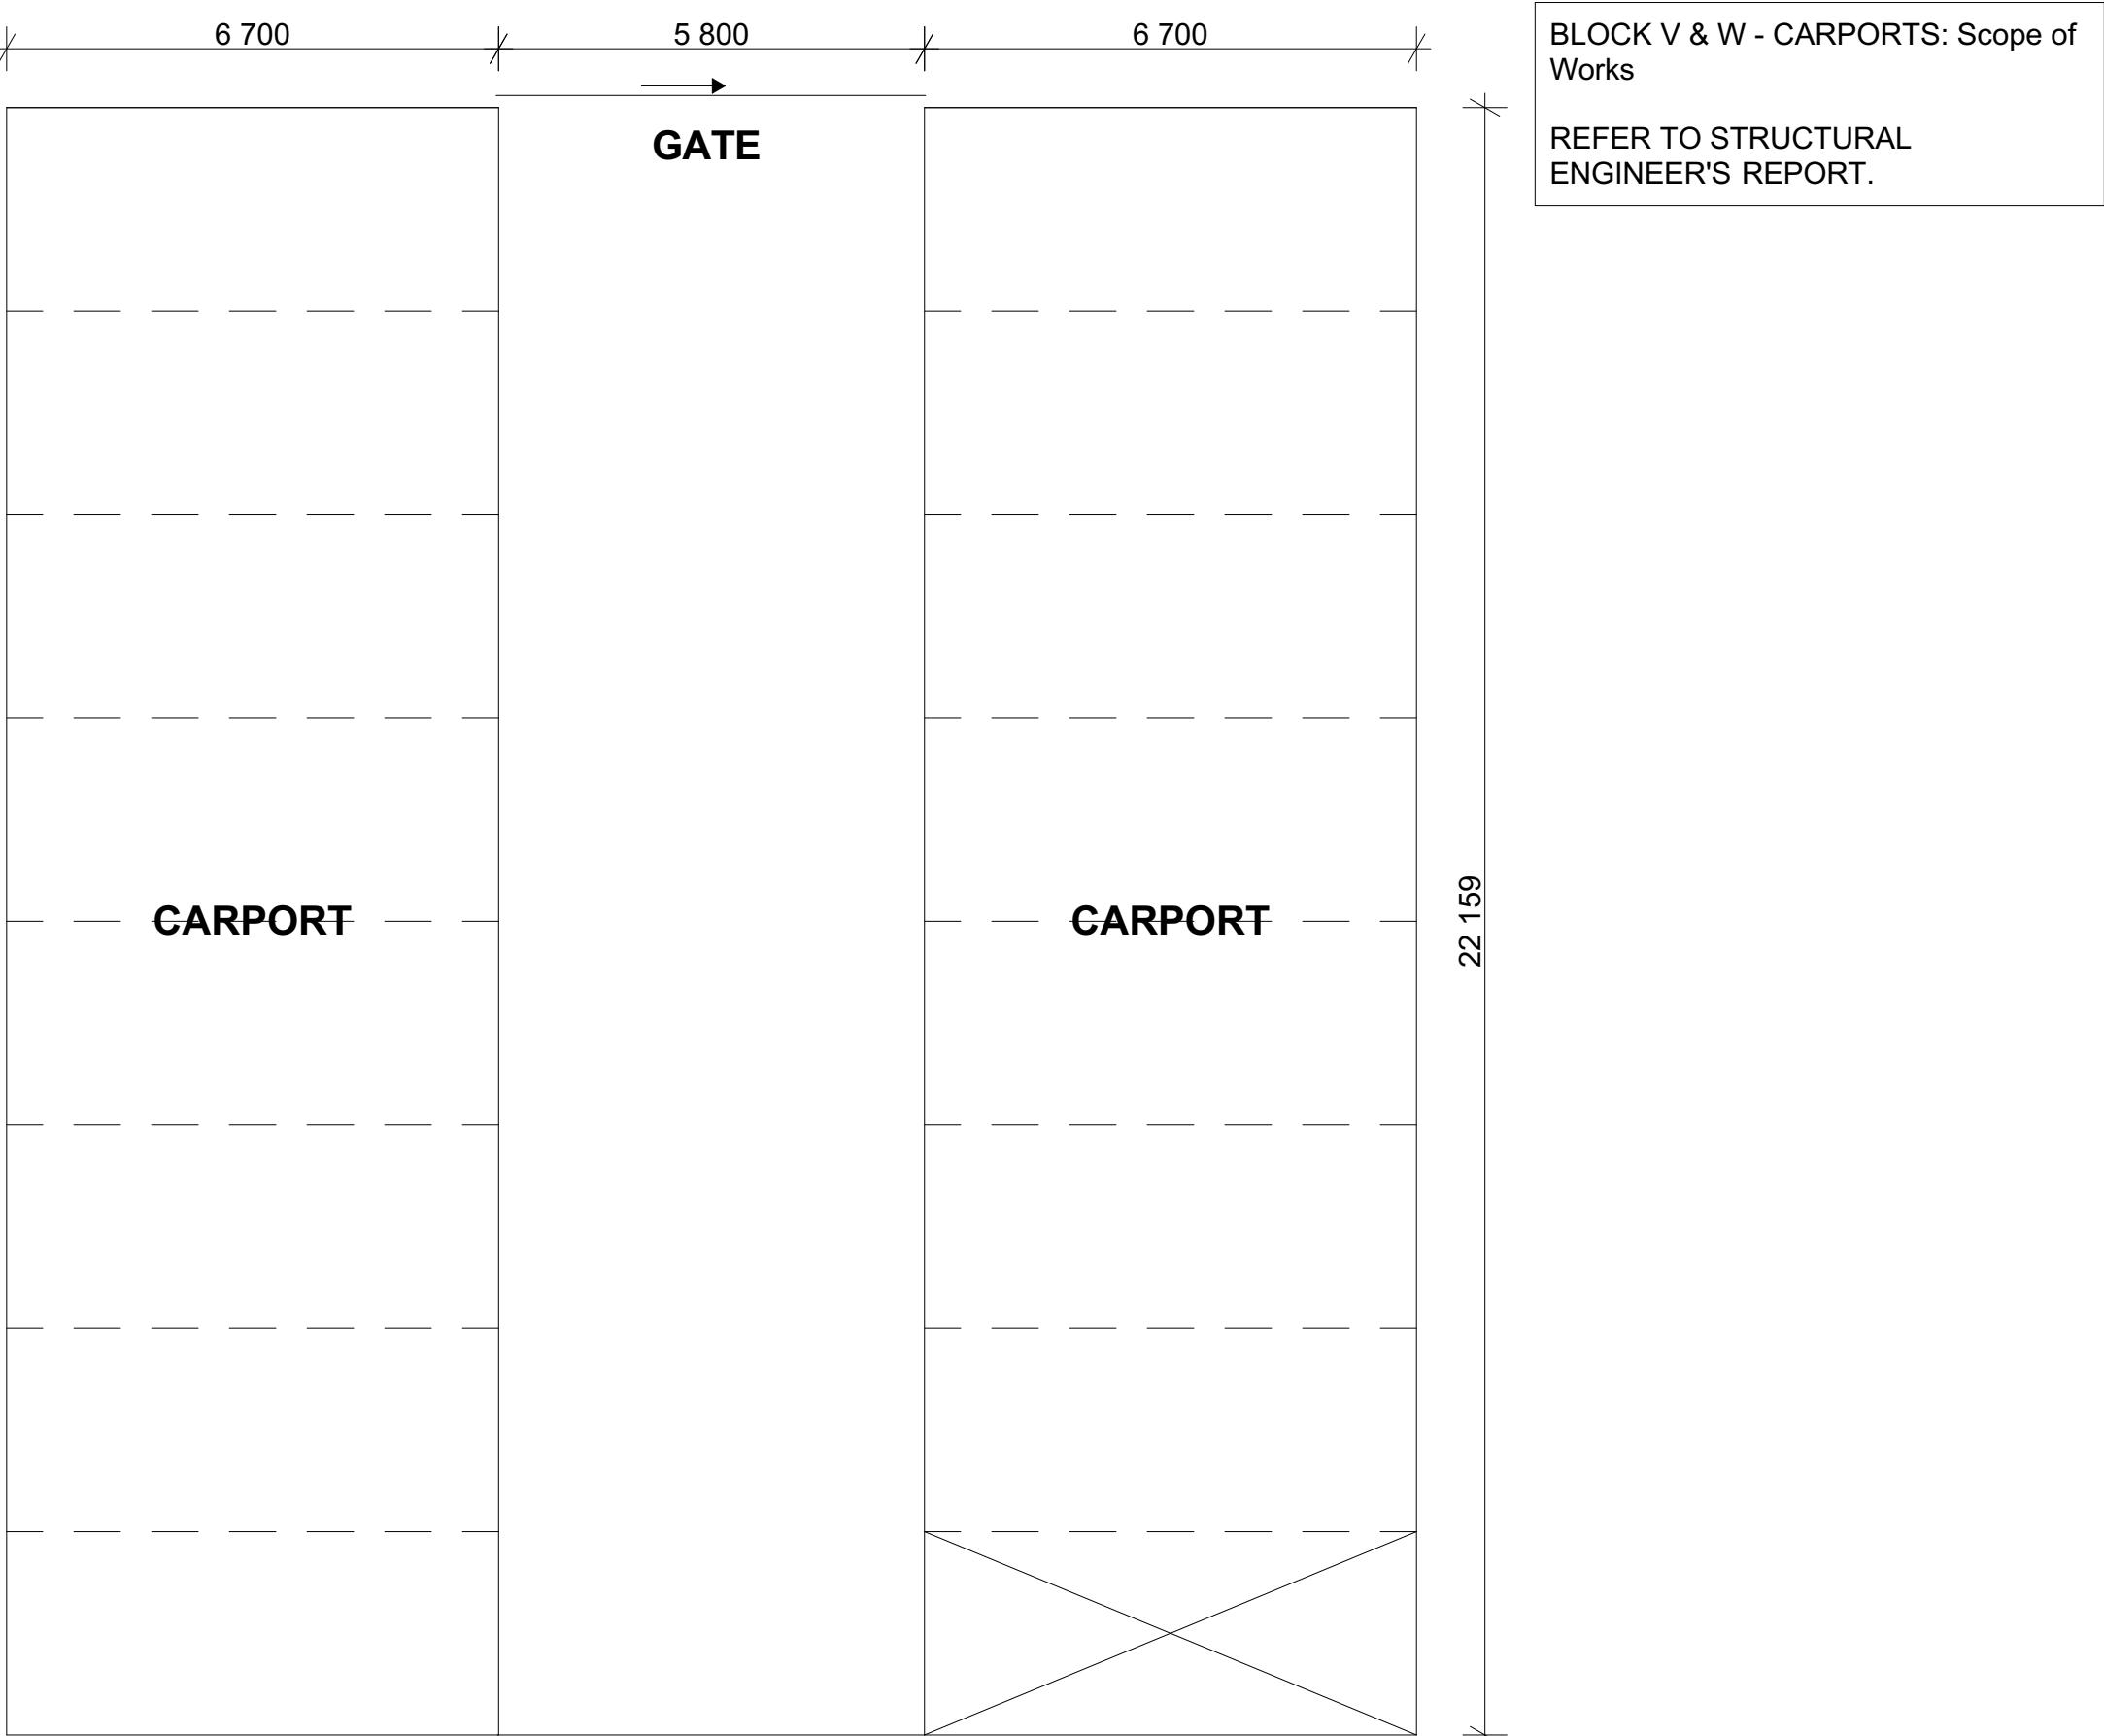 6 700
5 800
6 700
BLOCK V & W - CARPORTS: Scope of
Works
REFER TO STRUCTURAL
ENGINEER'S REPORT.
GATE
CARPORT
CARPORT
22 159